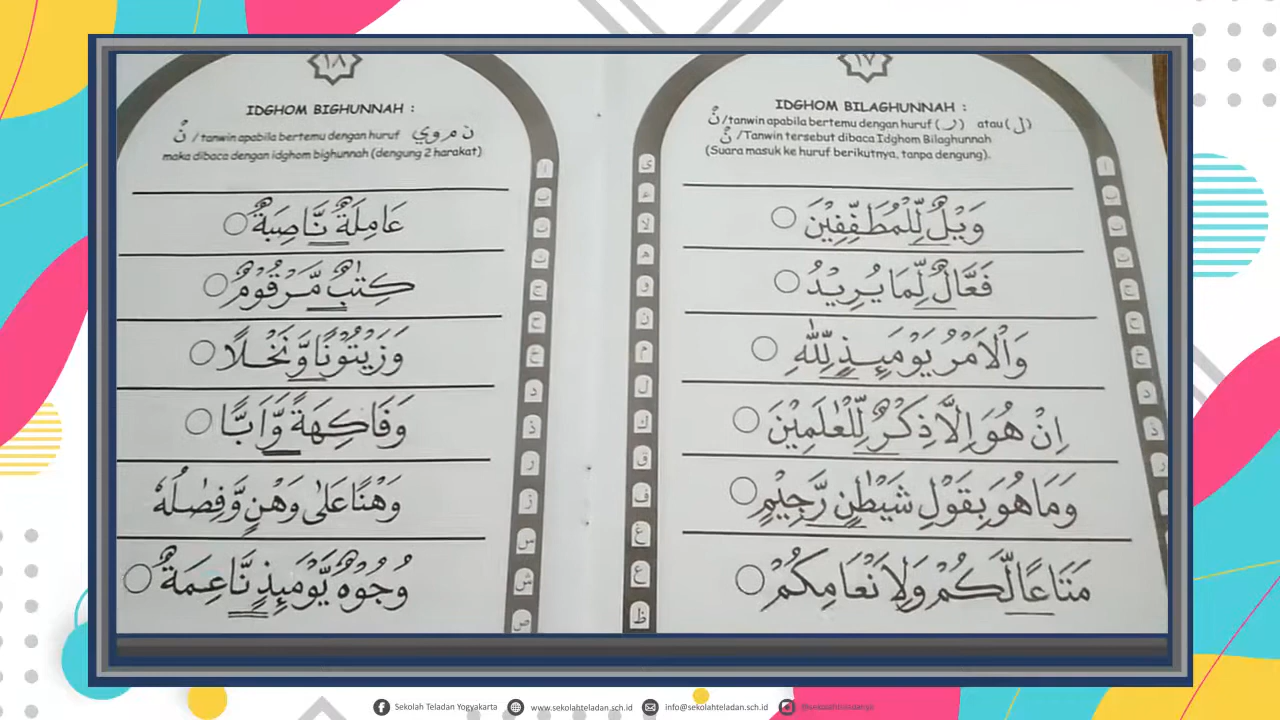 ١٨
IDGHOM BIGHUNNAH :
نْ / tanwin apabila bertemu dengan huruf ن م و ي
maka dibaca dengan idghom bighunnah (dengung 2 harakat)
عَامِلَةٌ نَّاصِبَةٌ
كِتٰبٌ مَّرْقُوْمٌ
وَزَيْتُوْنًا وَّنَخْلًا
وَفَاكِهَةً وَّاَبًّا
وَهْنًا عَلٰى وَهْنٍ وَّفِصٰلُهٗ
وُجُوْهٌ يَّوْمَىِٕذٍ نَّاعِمَةٌ
ا
ب
ت
ث
ج
ح
خ
د
ذ
ر
ز
س
ش
ص
١٧
IDGHOM BILAGHUNNAH :
نْ /tanwin apabila bertemu dengan huruf (ر) atau (ل)
نْ /Tanwin tersebut dibaca Idghom Bilaghunnah
(Suara masuk ke huruf berikutnya, tanpa dengung).
وَيْلٌ لِّلْمُطَفِّفِيْنَ
فَعَّالٌ لِّمَا يُرِيْدُ
وَالْاَمْرُ يَوْمَىِٕذٍ لِّلّٰهِ
اِنْ هُوَ اِلَّا ذِكْرٌ لِّلْعٰلَمِيْنَ
وَمَا هُوَ بِقَوْلِ شَيْطٰنٍ رَّجِيْمٍ
مَتَاعًا لَّكُمْ وَلِاَنْعَامِكُمْ
ي
ء
لا
ه
و
ن
م
ل
ك
ق
ف
غ
ع
ظ
ا
ب
ت
ث
ج
ح
خ
د
ذ
ر
Sekolah Teladan Yogyakarta
www.sekolahteladan.sch.id
info@sekolahteladan.sch.id